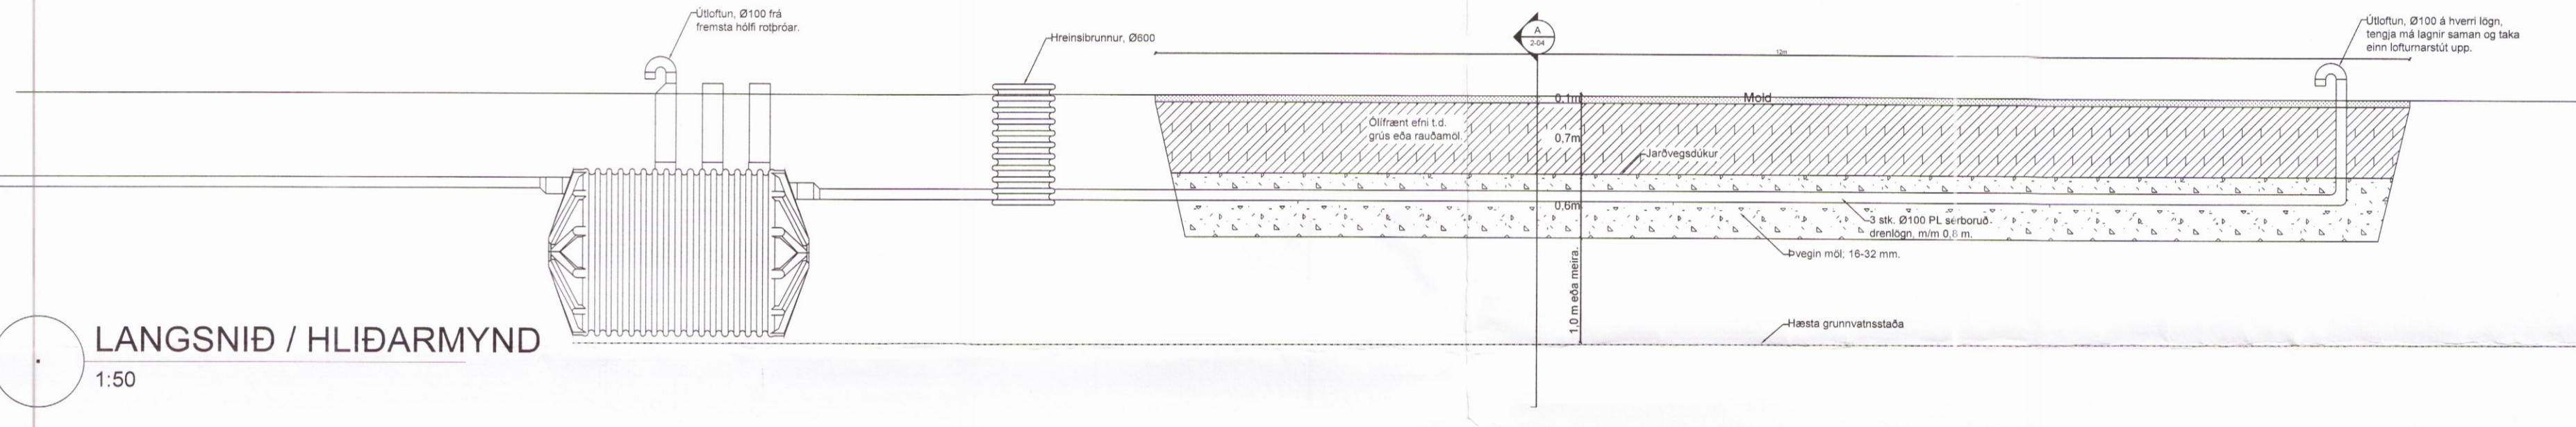 Útloftun, Ø100 frá
fremsta hólfi rotþróar.
Hreinsibrunnur, Ø600
A
2-04
12m
Útloftun, Ø100 á hverri lögn,
tengja má lagnir saman og taka
einn lofturnarstút upp.
0.1m
Mold
Ólífrænt efni t.d.
grús eða rauðamöl.
0,7m
Jarðvegsdúkur
0,6m
3 stk. Ø100 PL serboruð
drenlögn, m/m 0,8 m.
Þvegin möl; 16-32 mm.
1,0 m eða meira.
Hæsta grunnvatnsstaða
LANGSNIÐ / HLIÐARMYND
1:50